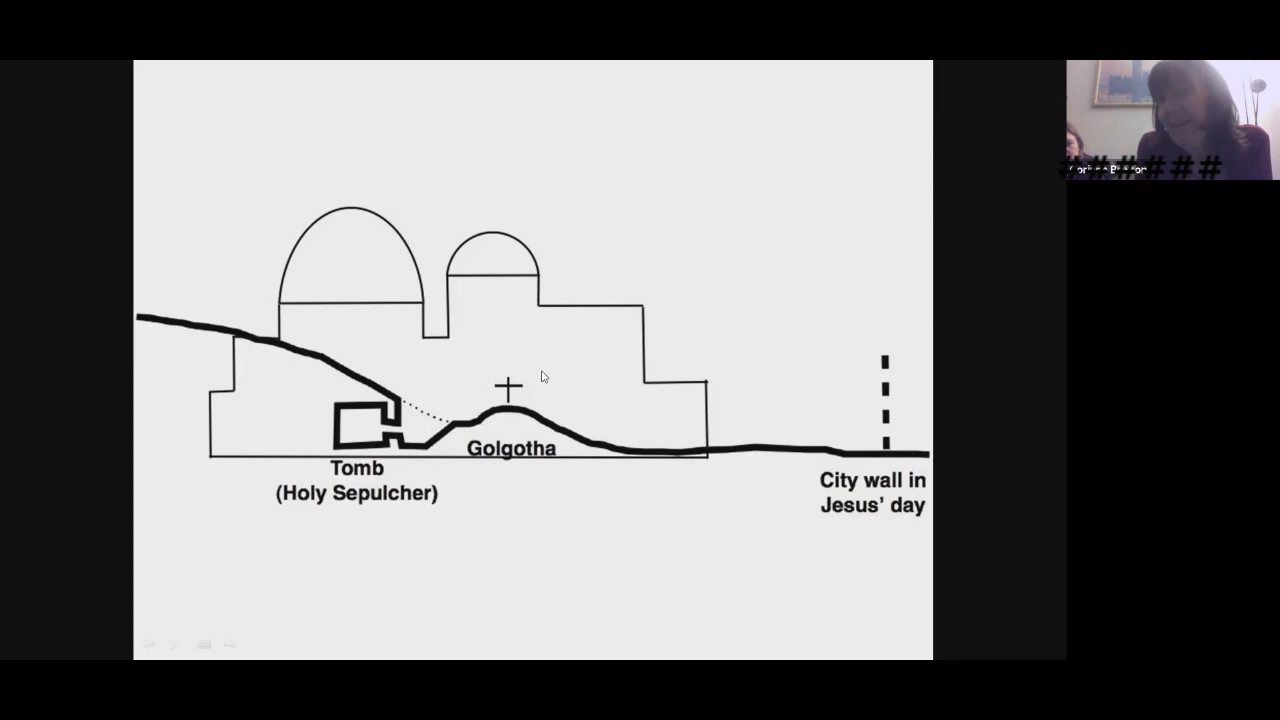 Golgotha
Tomb
(Holy Sepulcher)
City wall in
Jesus’ day
######